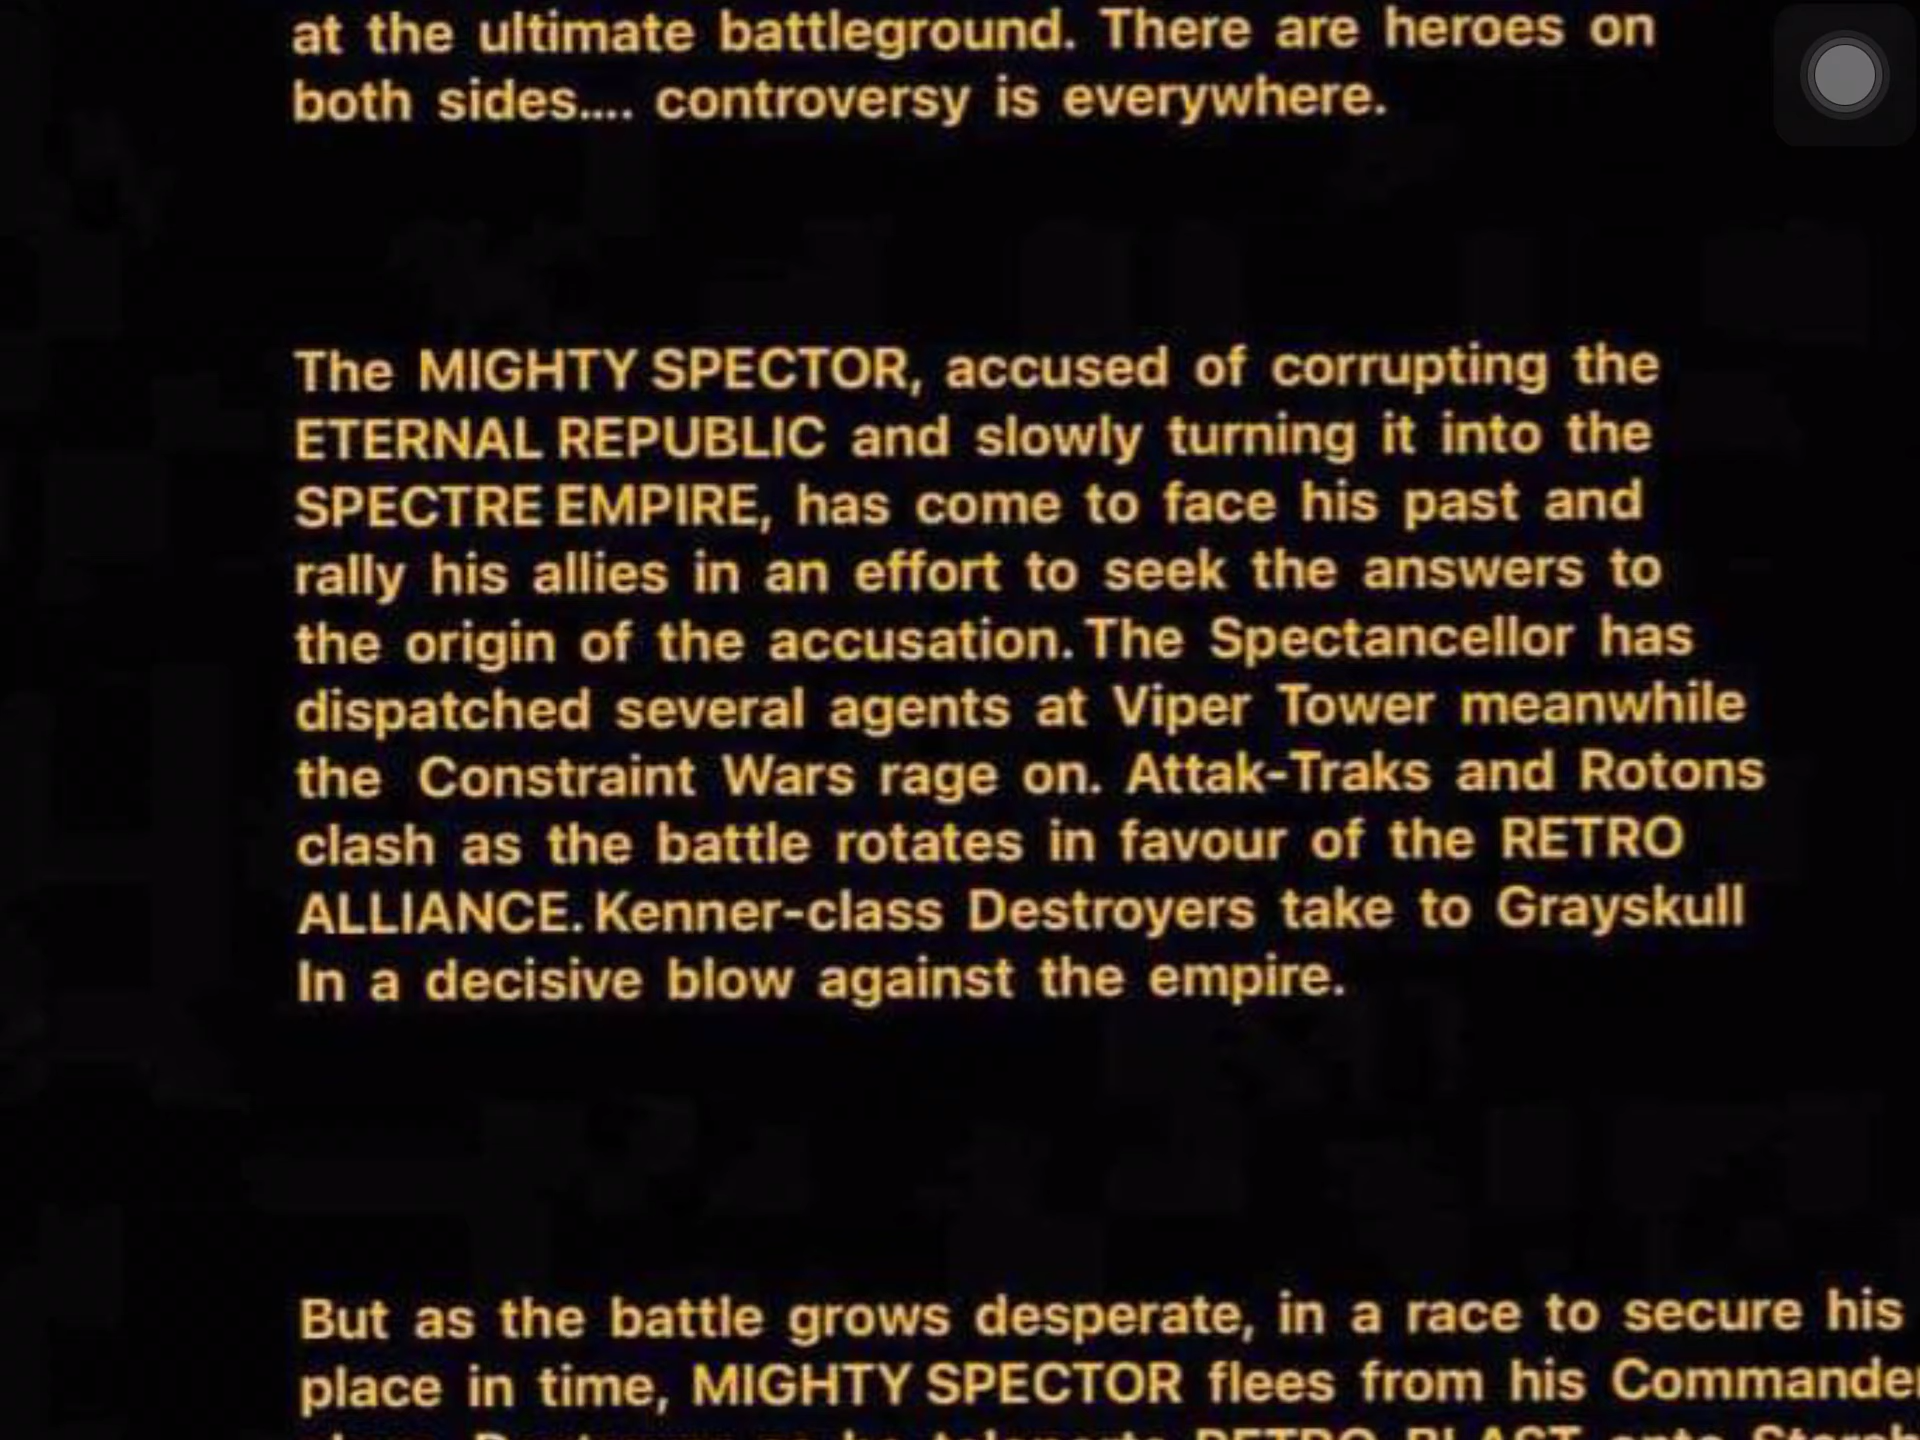 at the ultimate battleground. There are heroes on
both sides.... controversy is everywhere.
The MIGHTY SPECTOR, accused of corrupting the
ETERNAL REPUBLIC and slowly turning it into the
SPECTRE EMPIRE, has come to face his past and
rally his allies in an effort to seek the answers to
the origin of the accusation. The Spectancellor has
dispatched several agents at Viper Tower meanwhile
the Constraint Wars rage on. Attak-Traks and Rotons
clash as the battle rotates in favour of the RETRO
ALLIANCE. Kenner-class Destroyers take to Grayskull
In a decisive blow against the empire.
But as the battle grows desperate, in a race to secure his
place in time, MIGHTY SPECTOR flees from his Commander